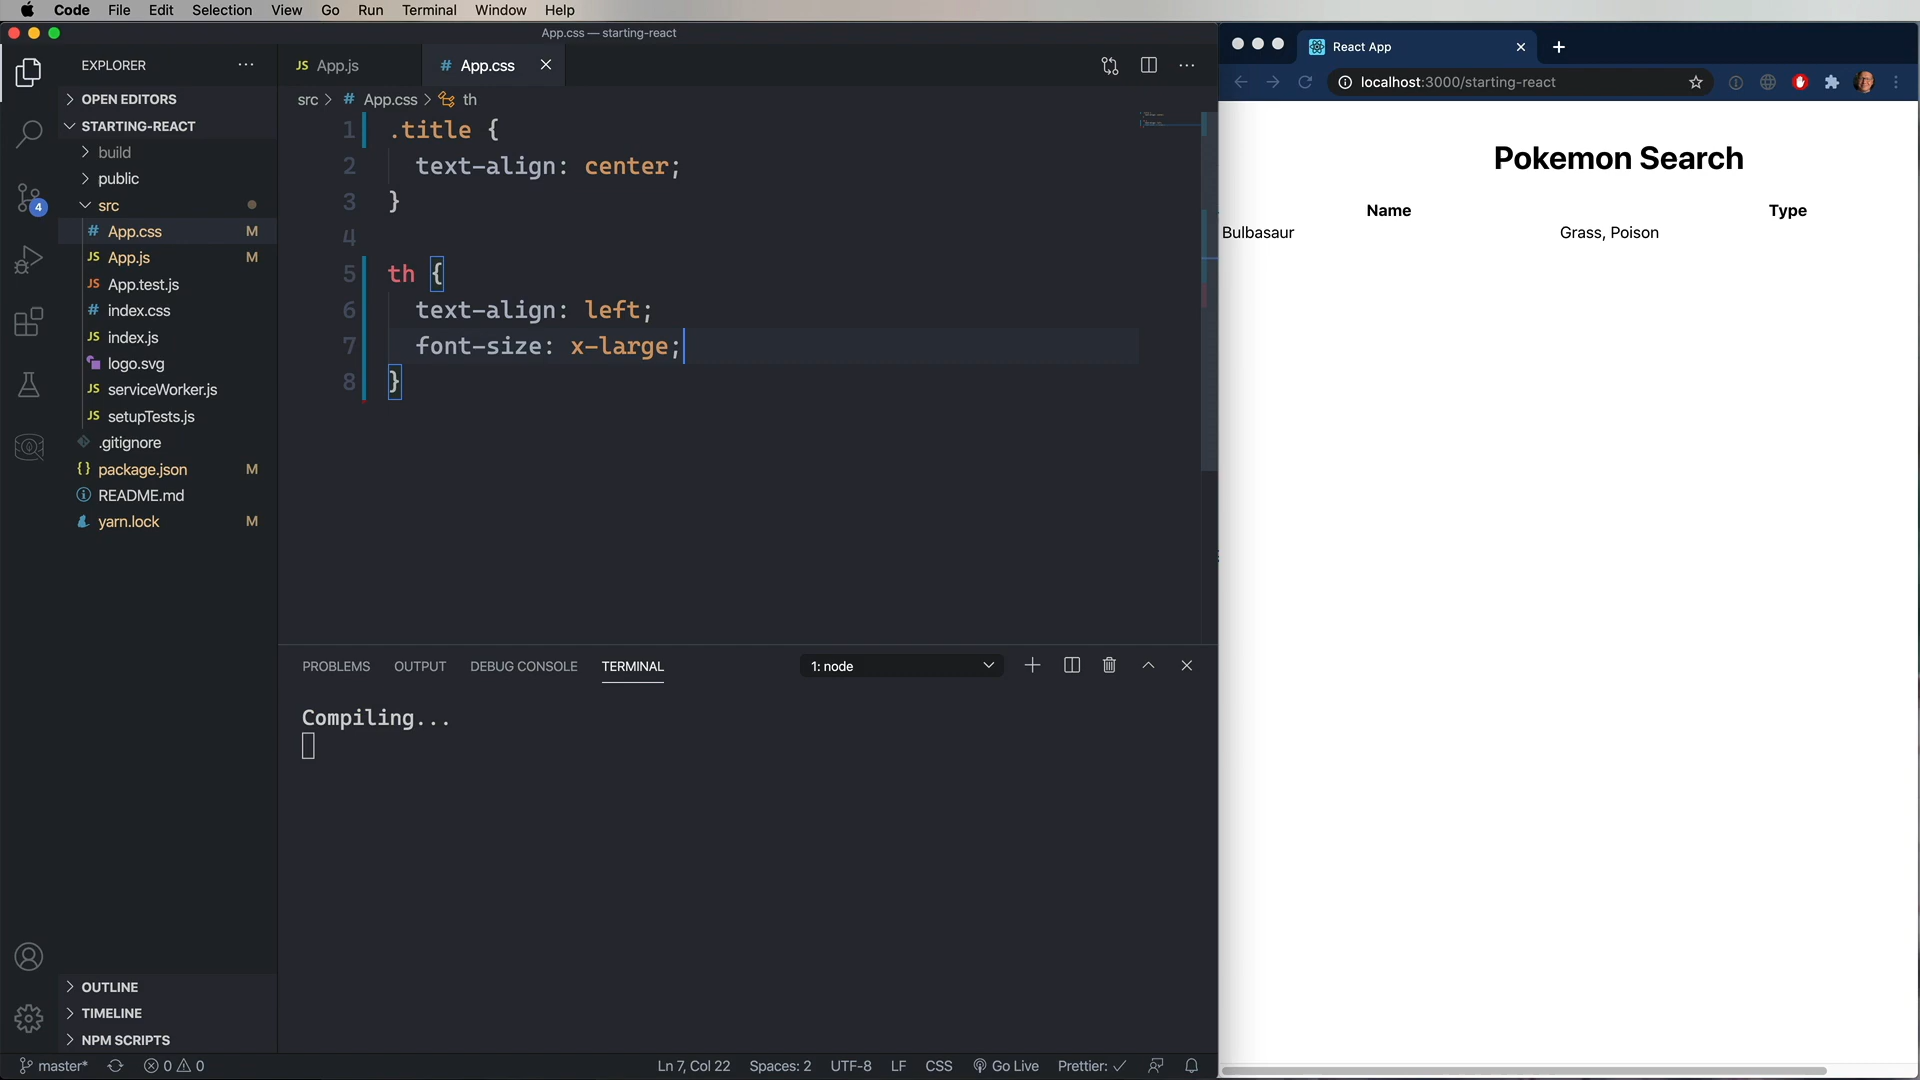 Code File Edit Selection View Go Run Terminal Window Help
App.css — starting-react
EXPLORER
OPEN EDITORS
STARTING-REACT
build
public
src
# App.css M
JS App.js M
JS App.test.js
# index.css
JS index.js
logo.svg
JS serviceWorker.js
JS setupTests.js
.gitignore
{} package.json M
README.md
yarn.lock M
OUTLINE
TIMELINE
NPM SCRIPTS
4
JS App.js
# App.css
src > # App.css > th
1 .title {
2 text-align: center;
3 }
4
5 th {
6 text-align: left;
7 font-size: x-large;
8 }
PROBLEMS OUTPUT DEBUG CONSOLE TERMINAL
1: node
Compiling...
master* 0 0
Ln 7, Col 22 Spaces: 2 UTF-8 LF CSS Go Live Prettier: ✓
React App
localhost:3000/starting-react
Pokemon Search
Name Type
Bulbasaur Grass, Poison